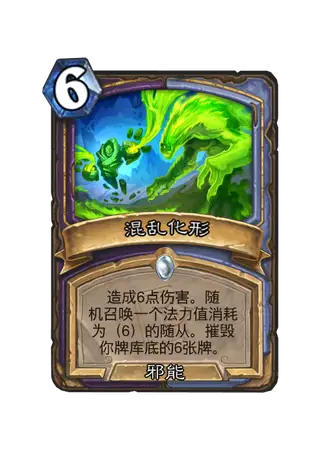 6
混乱化形
造成6点伤害。随
机召唤一个法力值消耗
为（6）的随从。摧毁
你牌库底的6张牌。
邪能